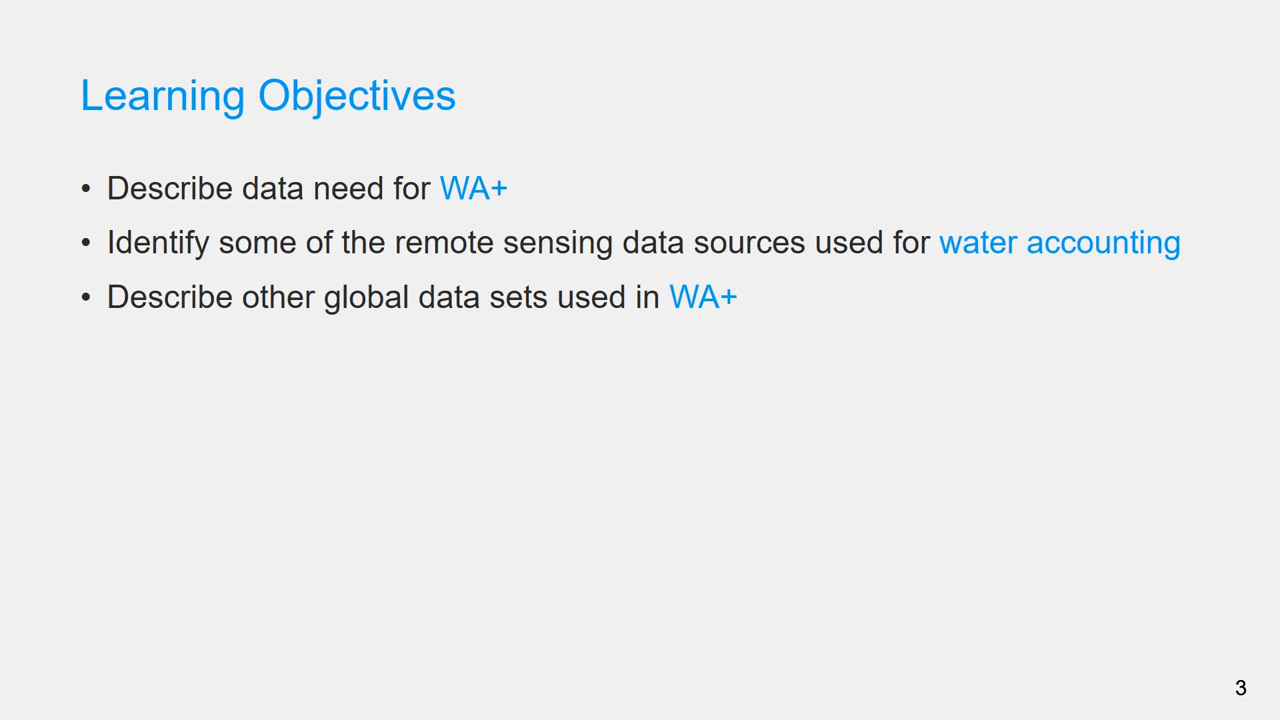 Learning Objectives
• Describe data need for WA+
• Identify some of the remote sensing data sources used for water accounting
• Describe other global data sets used in WA+
3